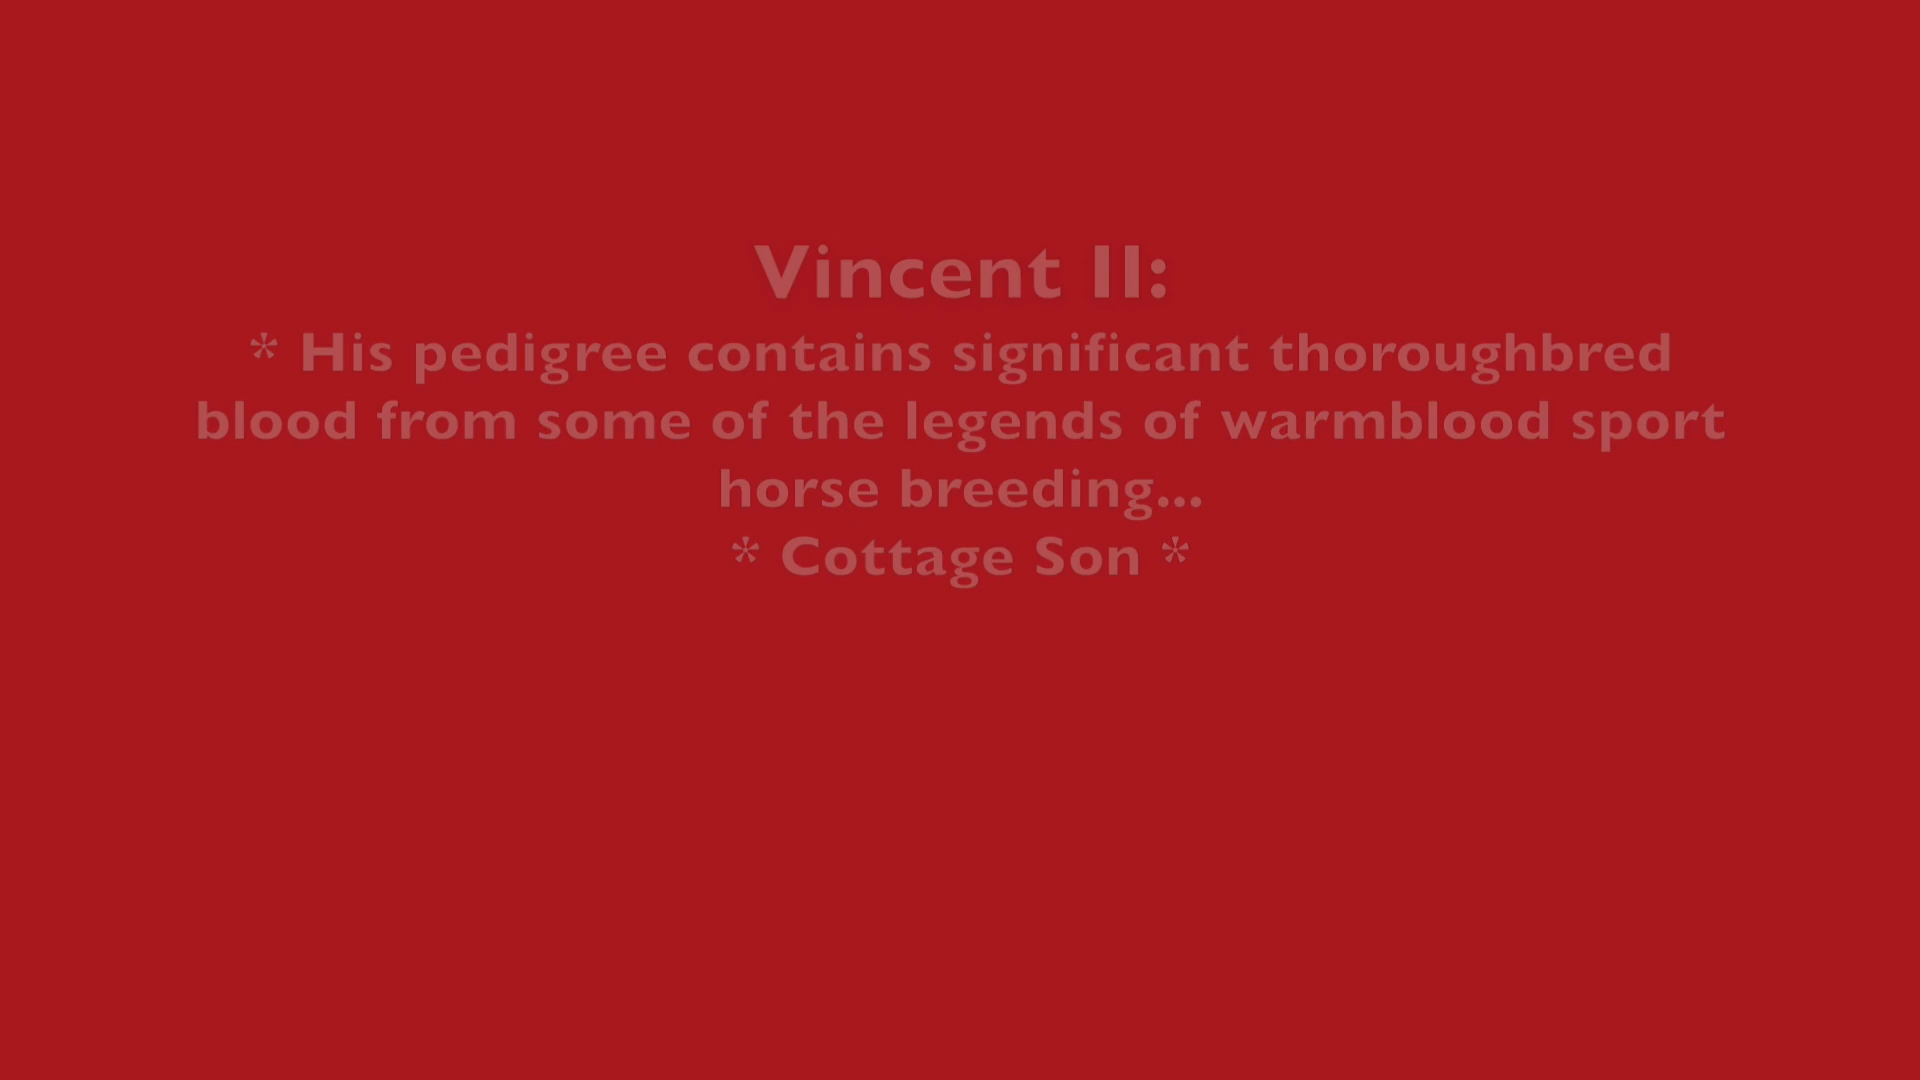 Vincent II:
* His pedigree contains significant thoroughbred
blood from some of the legends of warmblood sport
horse breeding...
* Cottage Son *